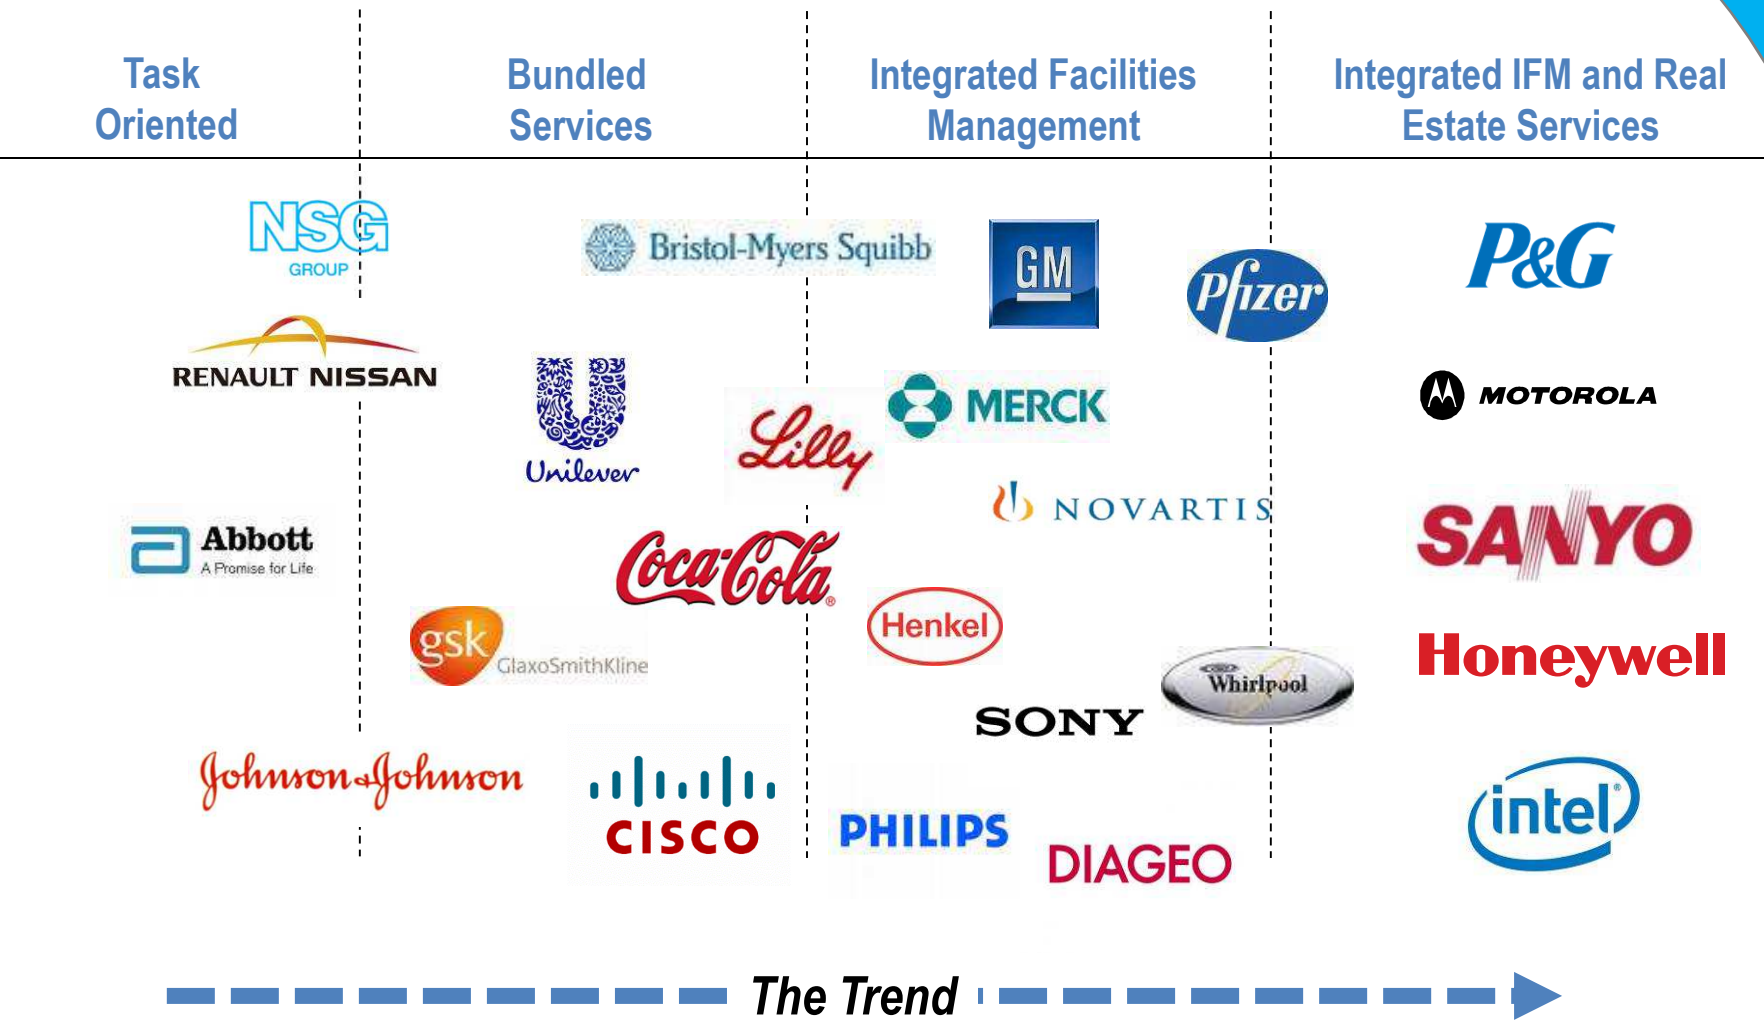 Task
Oriented
Bundled
Services
Integrated Facilities
Management
Integrated IFM and Real
Estate Services
NSG
GROUP
Bristol-Myers Squibb
GM
Pfizer
P&G
RENAULT NISSAN
Unilever
Lilly
MERCK
MOTOROLA
NOVARTIS
SANYO
Abbott
A Promise for Life
Coca-Cola®
gsk
GlaxoSmithKline
Henkel
Whirlpool
Honeywell
SONY
Johnson&Johnson
CISCO
PHILIPS
DIAGEO
intel®
The Trend